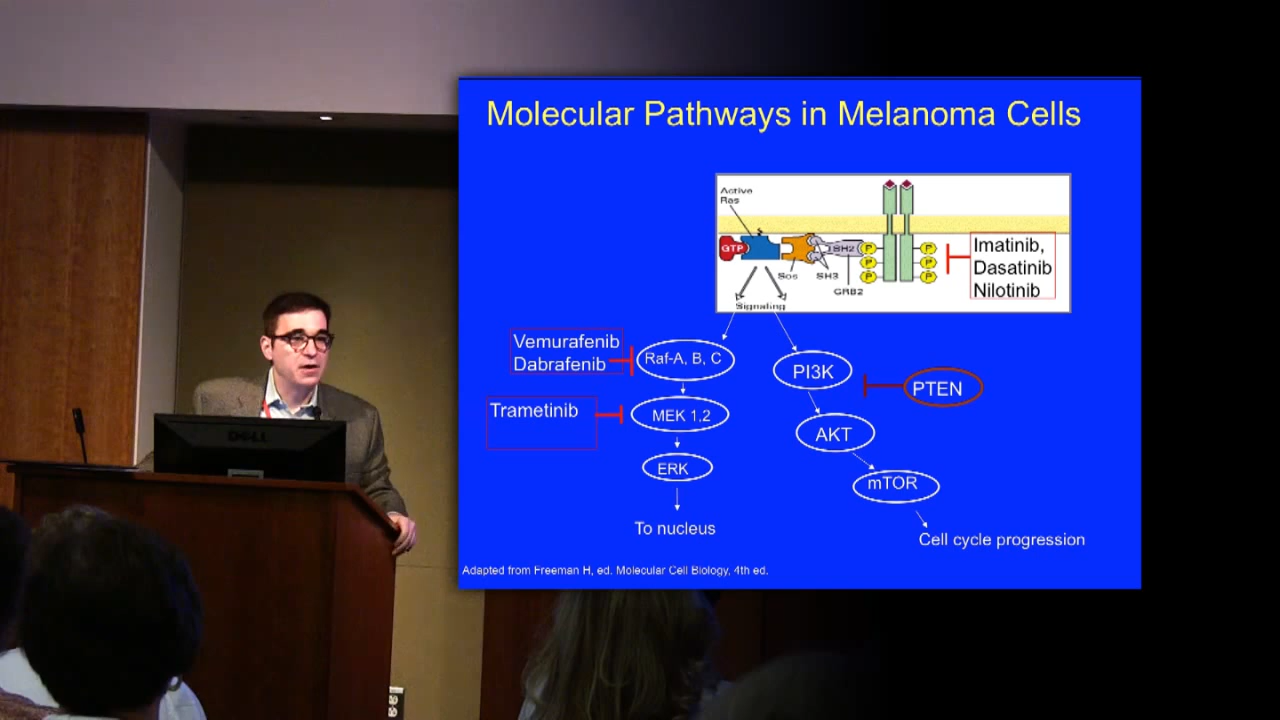 Molecular Pathways in Melanoma Cells
Active
Ras
GTP
Sos
SH3
SH2
GRB2
P
P
P
P
P
P
Signaling
Imatinib,
Dasatinib
Nilotinib
Vemurafenib
Dabrafenib
Raf-A, B, C
PI3K
PTEN
Trametinib
MEK 1,2
AKT
ERK
mTOR
To nucleus
Cell cycle progression
Adapted from Freeman H, ed. Molecular Cell Biology, 4th ed.
DELL